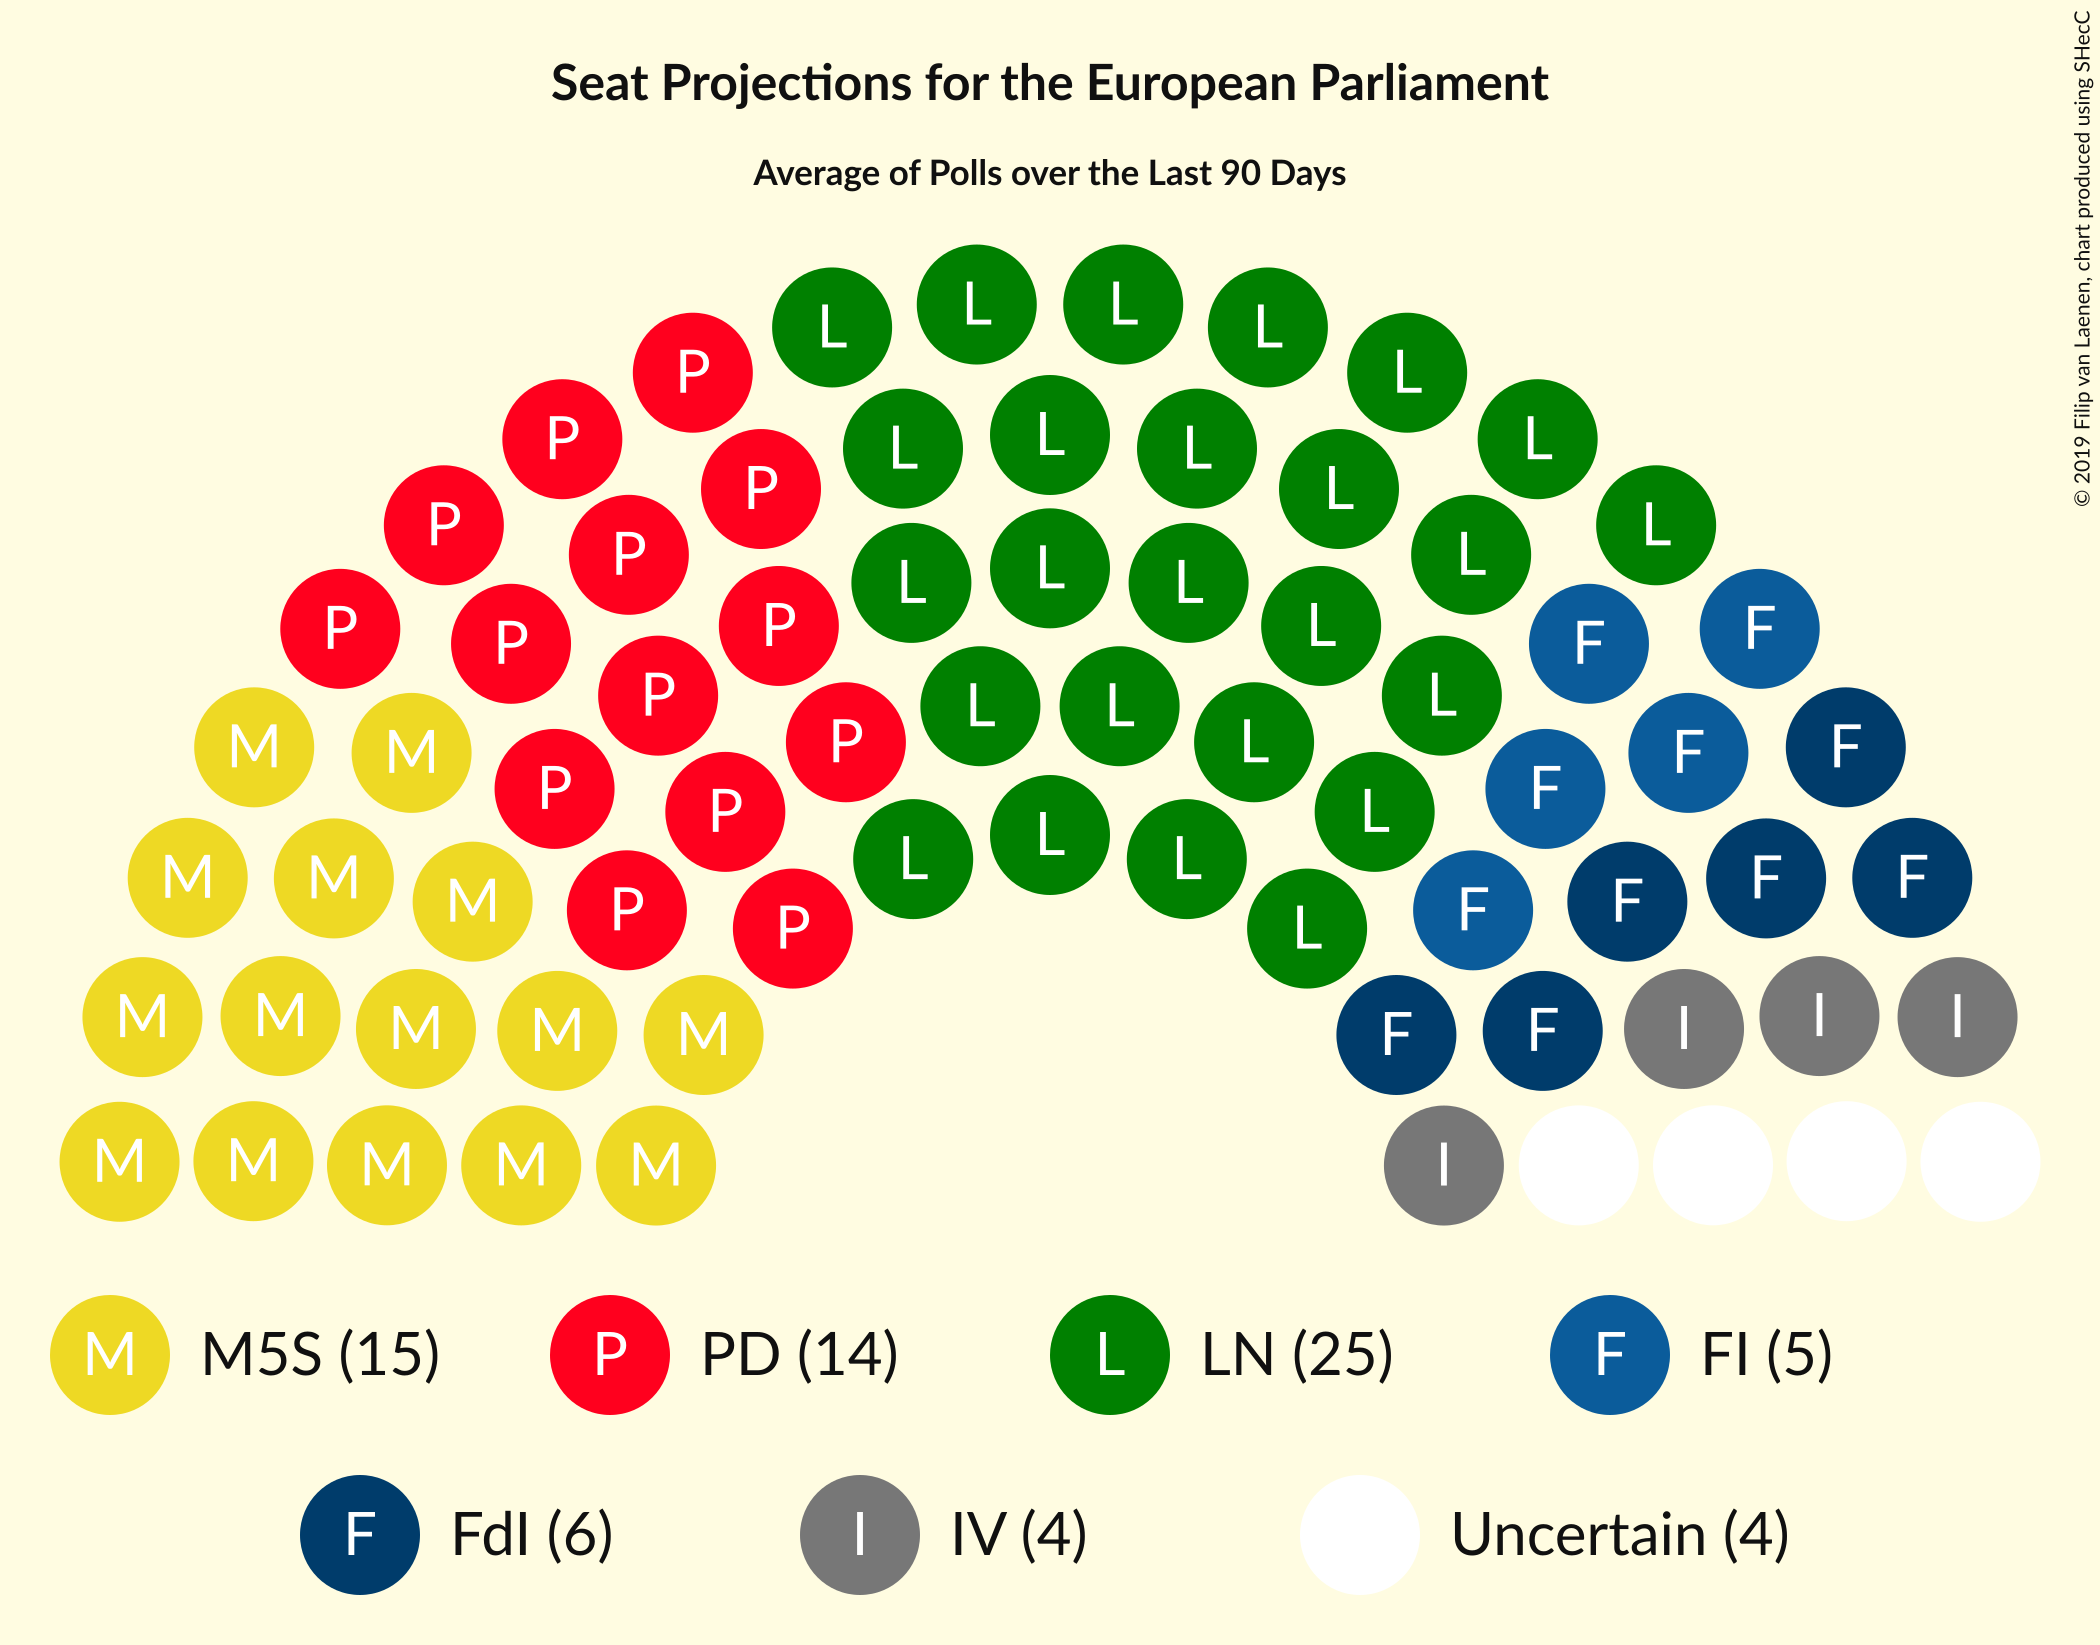 Seat Projections for the European Parliament
Average of Polls over the Last 90 Days
© 2019 Filip van Laenen, chart produced using SHecC
L L L L
P L
P L
L L L
P L
P L
P L
L L L
P F
P L
P L
P F
P L
L L L
M P
L F
M P
F F
P L
P F
L L L
M M M
P L
P F
F F F
M M M M M
F F I I I
M M M M M
I
M M5S (15) P PD (14) L LN (25) F FI (5)
F FdI (6) I IV (4) Uncertain (4)